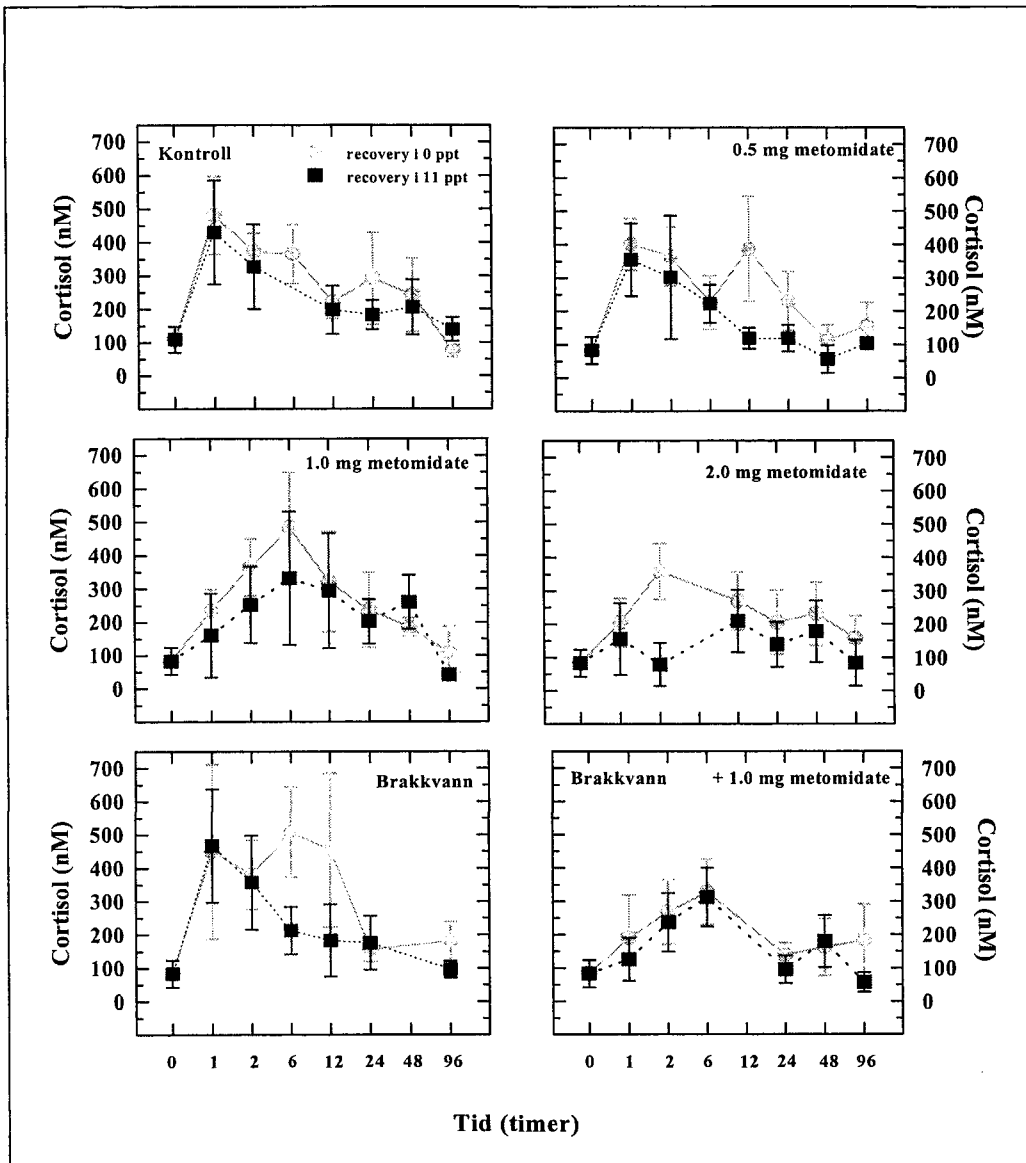 700
600
500
400
300
200
100
0
Cortisol (nM)
Kontroll
recovery i 0 ppt
recovery i 11 ppt
0.5 mg metomidate
700
600
500
400
300
200
100
0
Cortisol (nM)
700
600
500
400
300
200
100
0
Cortisol (nM)
1.0 mg metomidate
2.0 mg metomidate
700
600
500
400
300
200
100
0
Cortisol (nM)
700
600
500
400
300
200
100
0
Cortisol (nM)
Brakkvann
Brakkvann + 1.0 mg metomidate
700
600
500
400
300
200
100
0
Cortisol (nM)
0 1 2 6 12 24 48 96
0 1 2 6 12 24 48 96
Tid (timer)